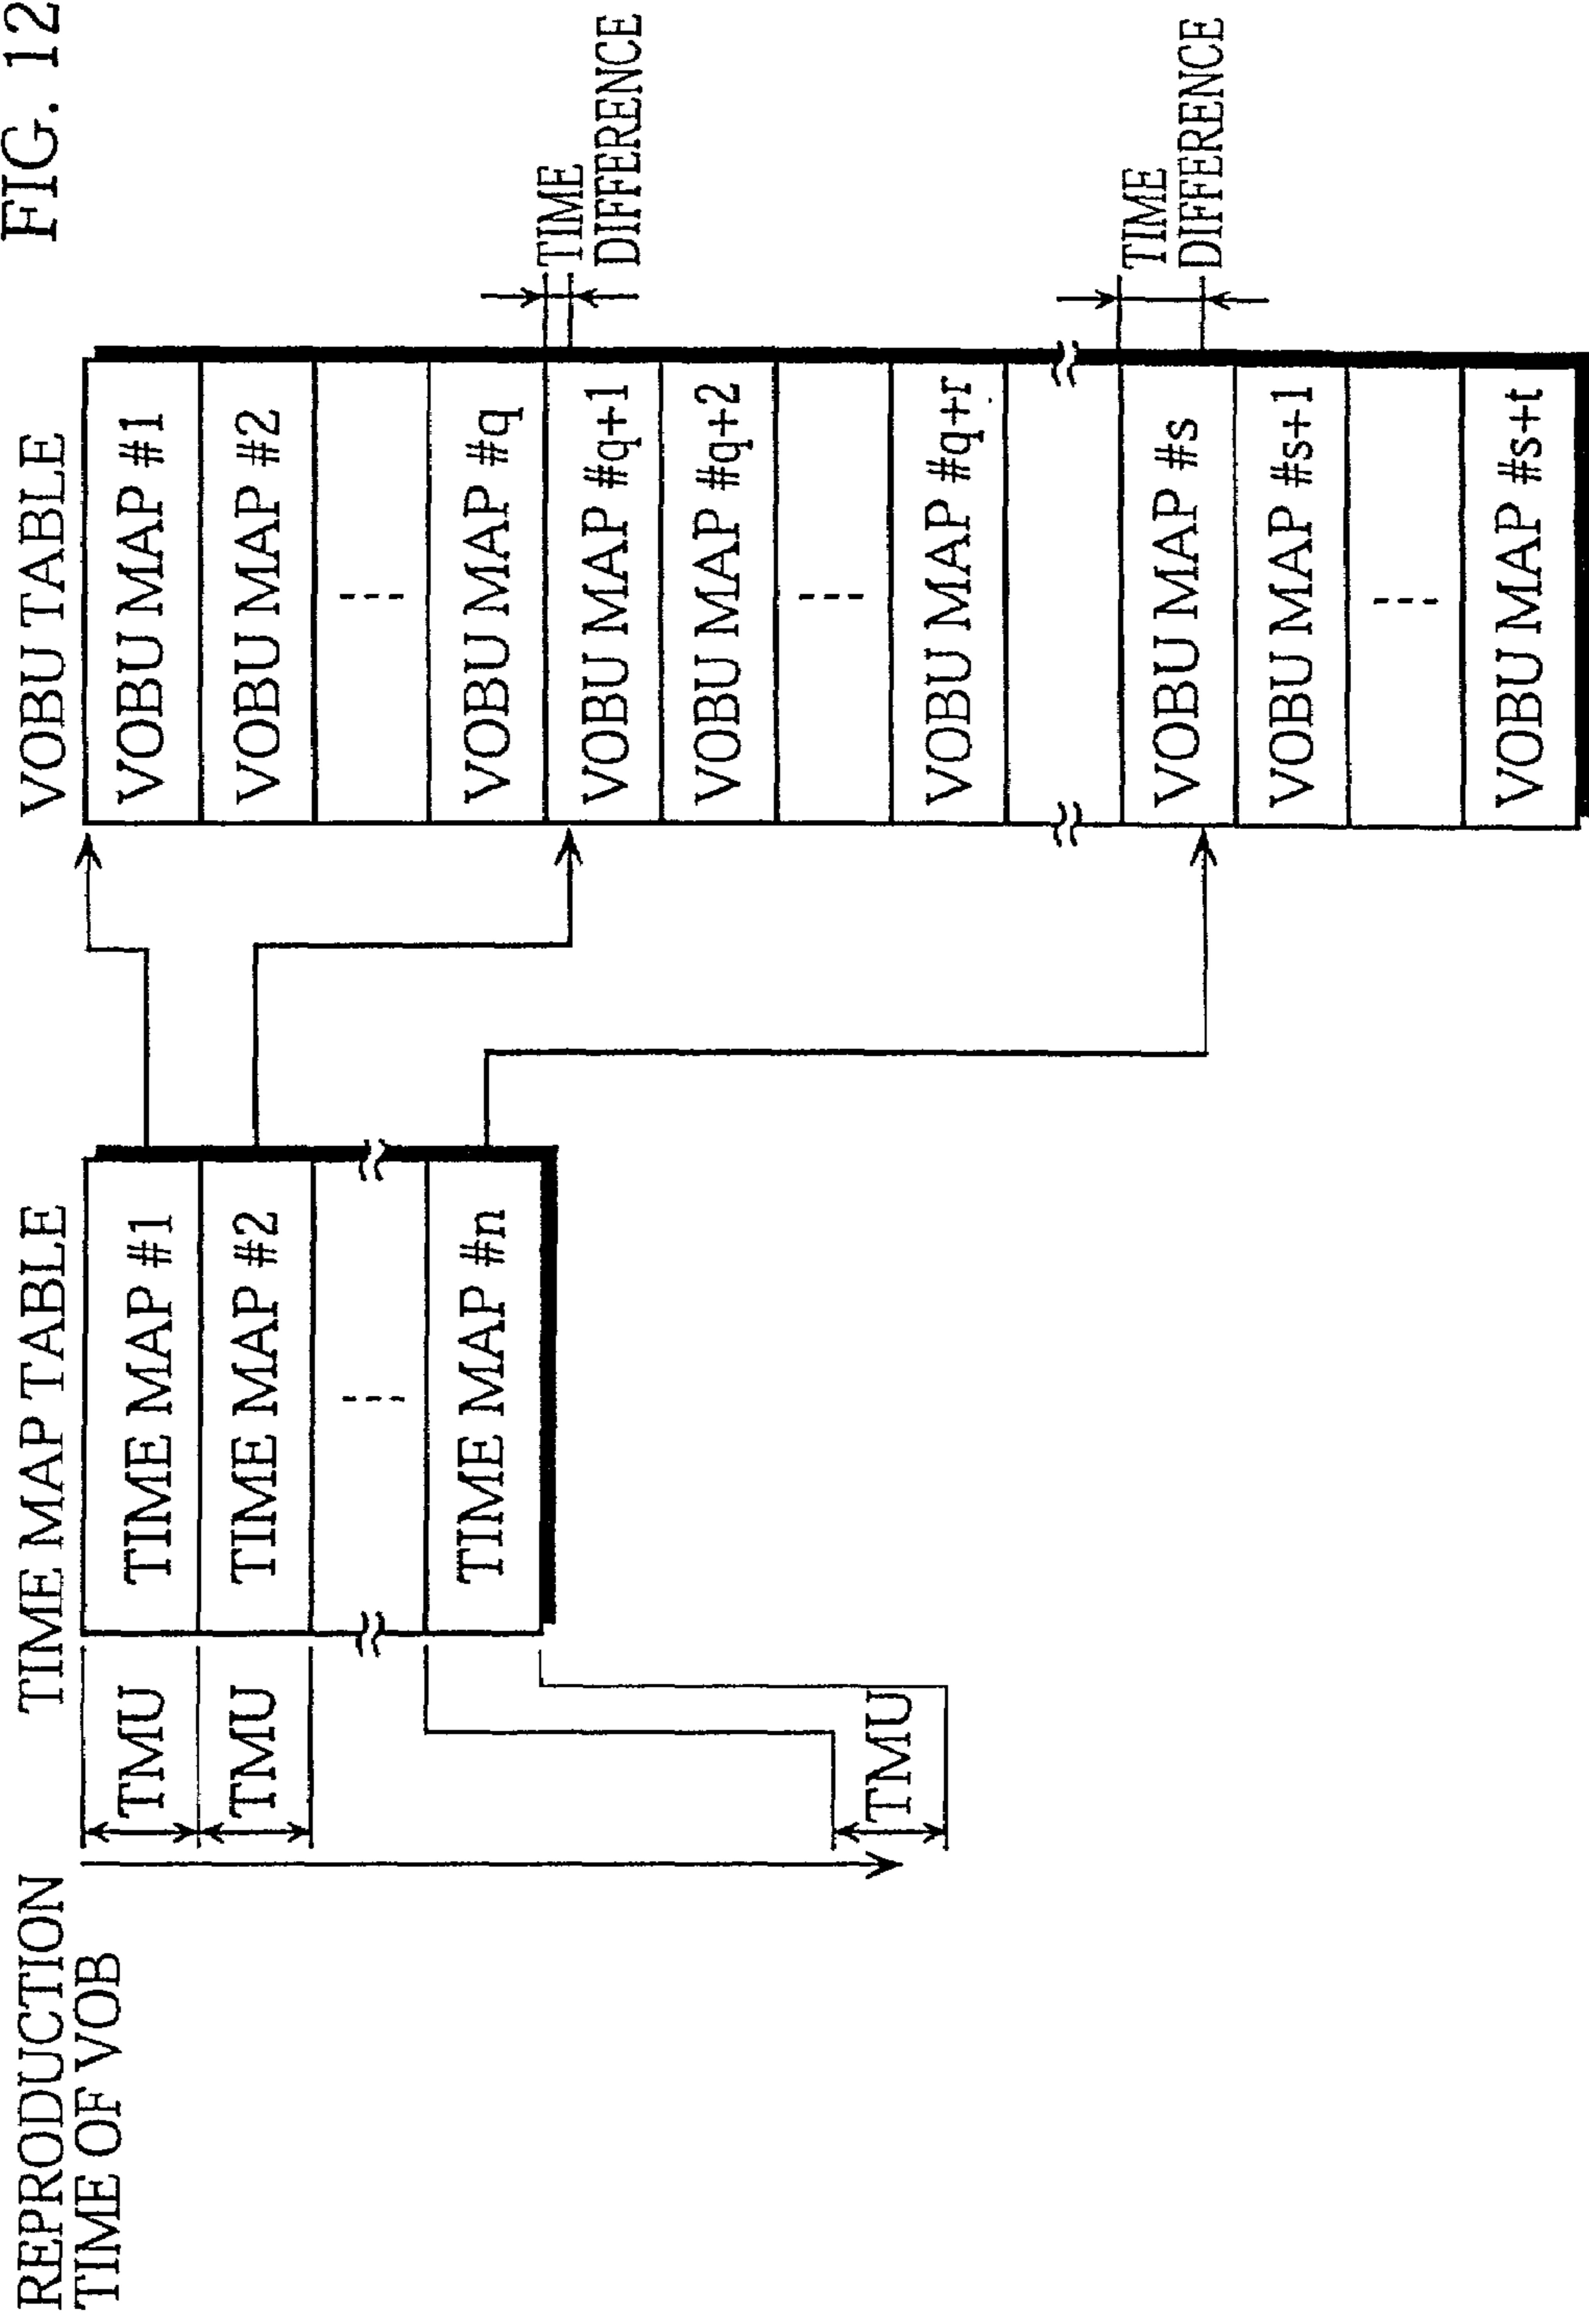 FIG. 12
REPRODUCTION
TIME OF VOB
TIME MAP TABLE
VOBU TABLE
TMU
TMU
TMU
TIME MAP #1
TIME MAP #2
---
TIME MAP #n
VOBU MAP #1
VOBU MAP #2
---
VOBU MAP #q
VOBU MAP #q+1
VOBU MAP #q+2
---
VOBU MAP #q+r
VOBU MAP #s
VOBU MAP #s+1
---
VOBU MAP #s+t
TIME
DIFFERENCE
TIME
DIFFERENCE